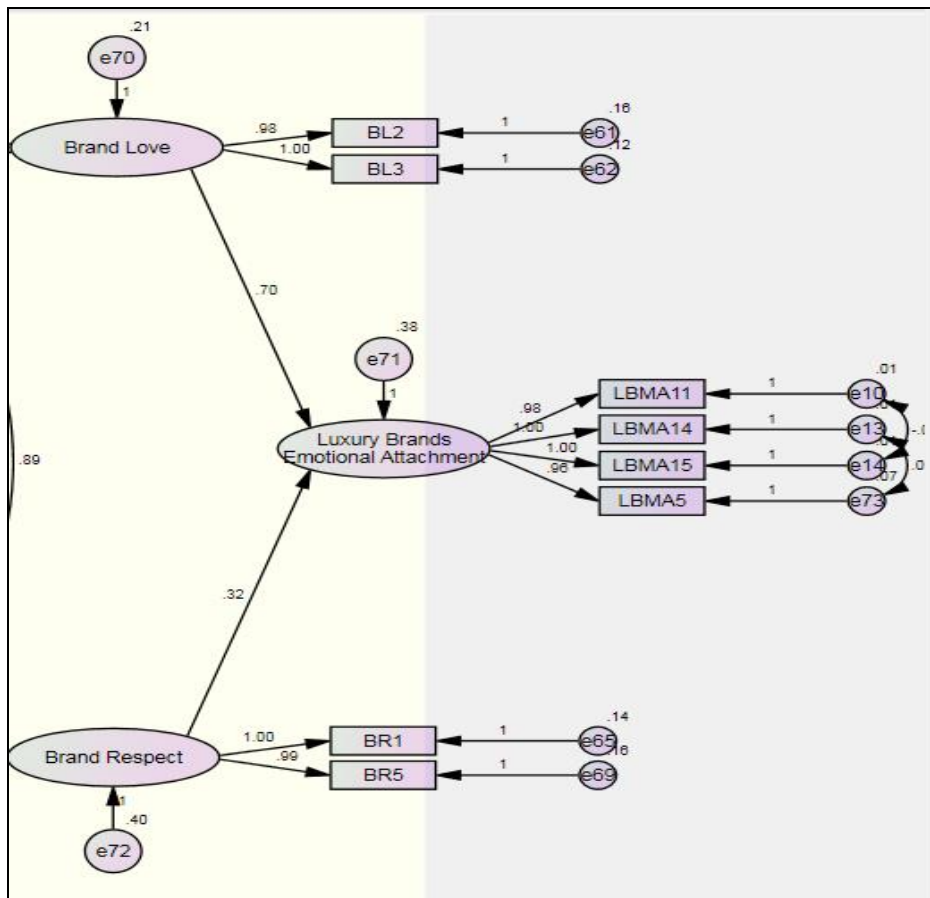 .21
e70
1
.16
.98
BL2
1
e61
Brand Love
1.00
BL3
1
.12
e62
.70
.38
e71
1
.01
.98
LBMA11
1
e10
1.00
LBMA14
1
e13
Luxury Brands
Emotional Attachment
1.00
LBMA15
1
e14
.96
LBMA5
1
.07
e73
.89
.32
.14
1.00
BR1
1
e65
Brand Respect
.99
BR5
1
.16
e69
1
.40
e72